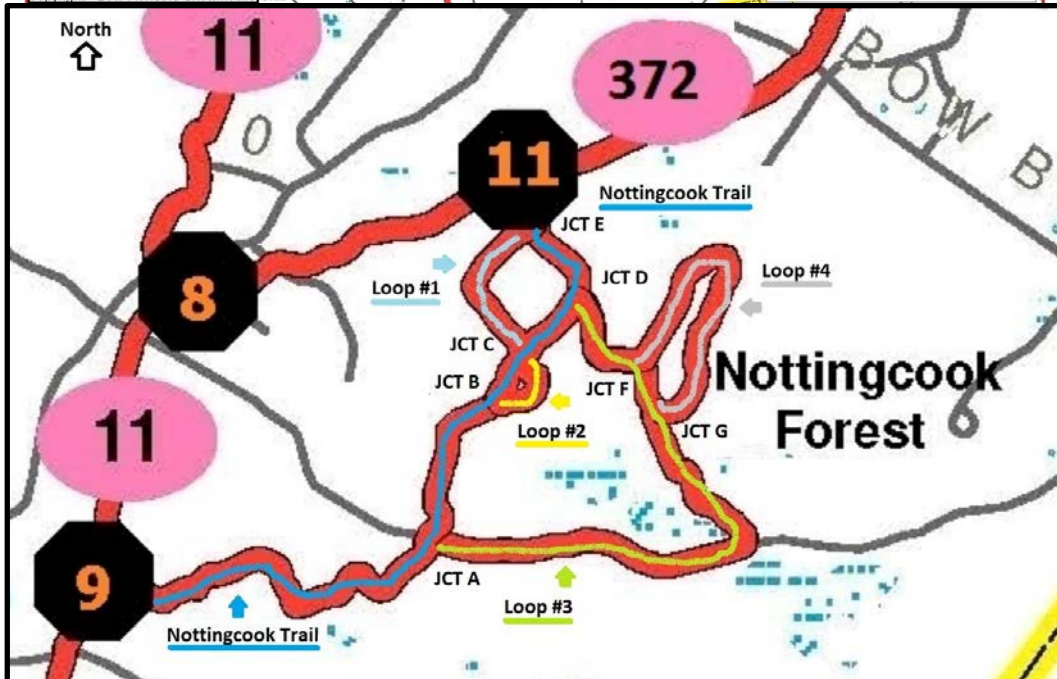 North
11
O
372
BOW B
11
Nottingcook Trail
JCT E
JCT D
Loop #1
Loop #4
8
JCT C
JCT B
JCT F
Nottingcook
Forest
Loop #2
JCT G
11
9
JCT A
Loop #3
Nottingcook Trail